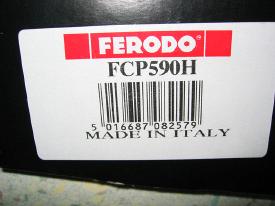 FERODO®
FCP590H
5 016687 082579
MADE IN ITALY